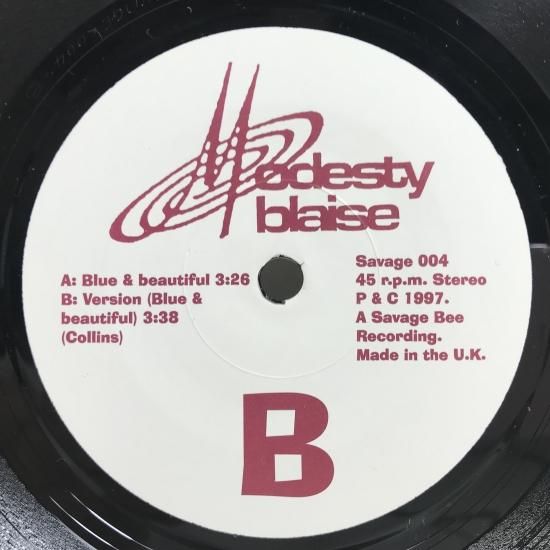 Modesty
blaise
A: Blue & beautiful 3:26
B: Version (Blue &
beautiful) 3:38
(Collins)
Savage 004
45 r.p.m. Stereo
P & C 1997.
A Savage Bee
Recording.
Made in the U.K.
B